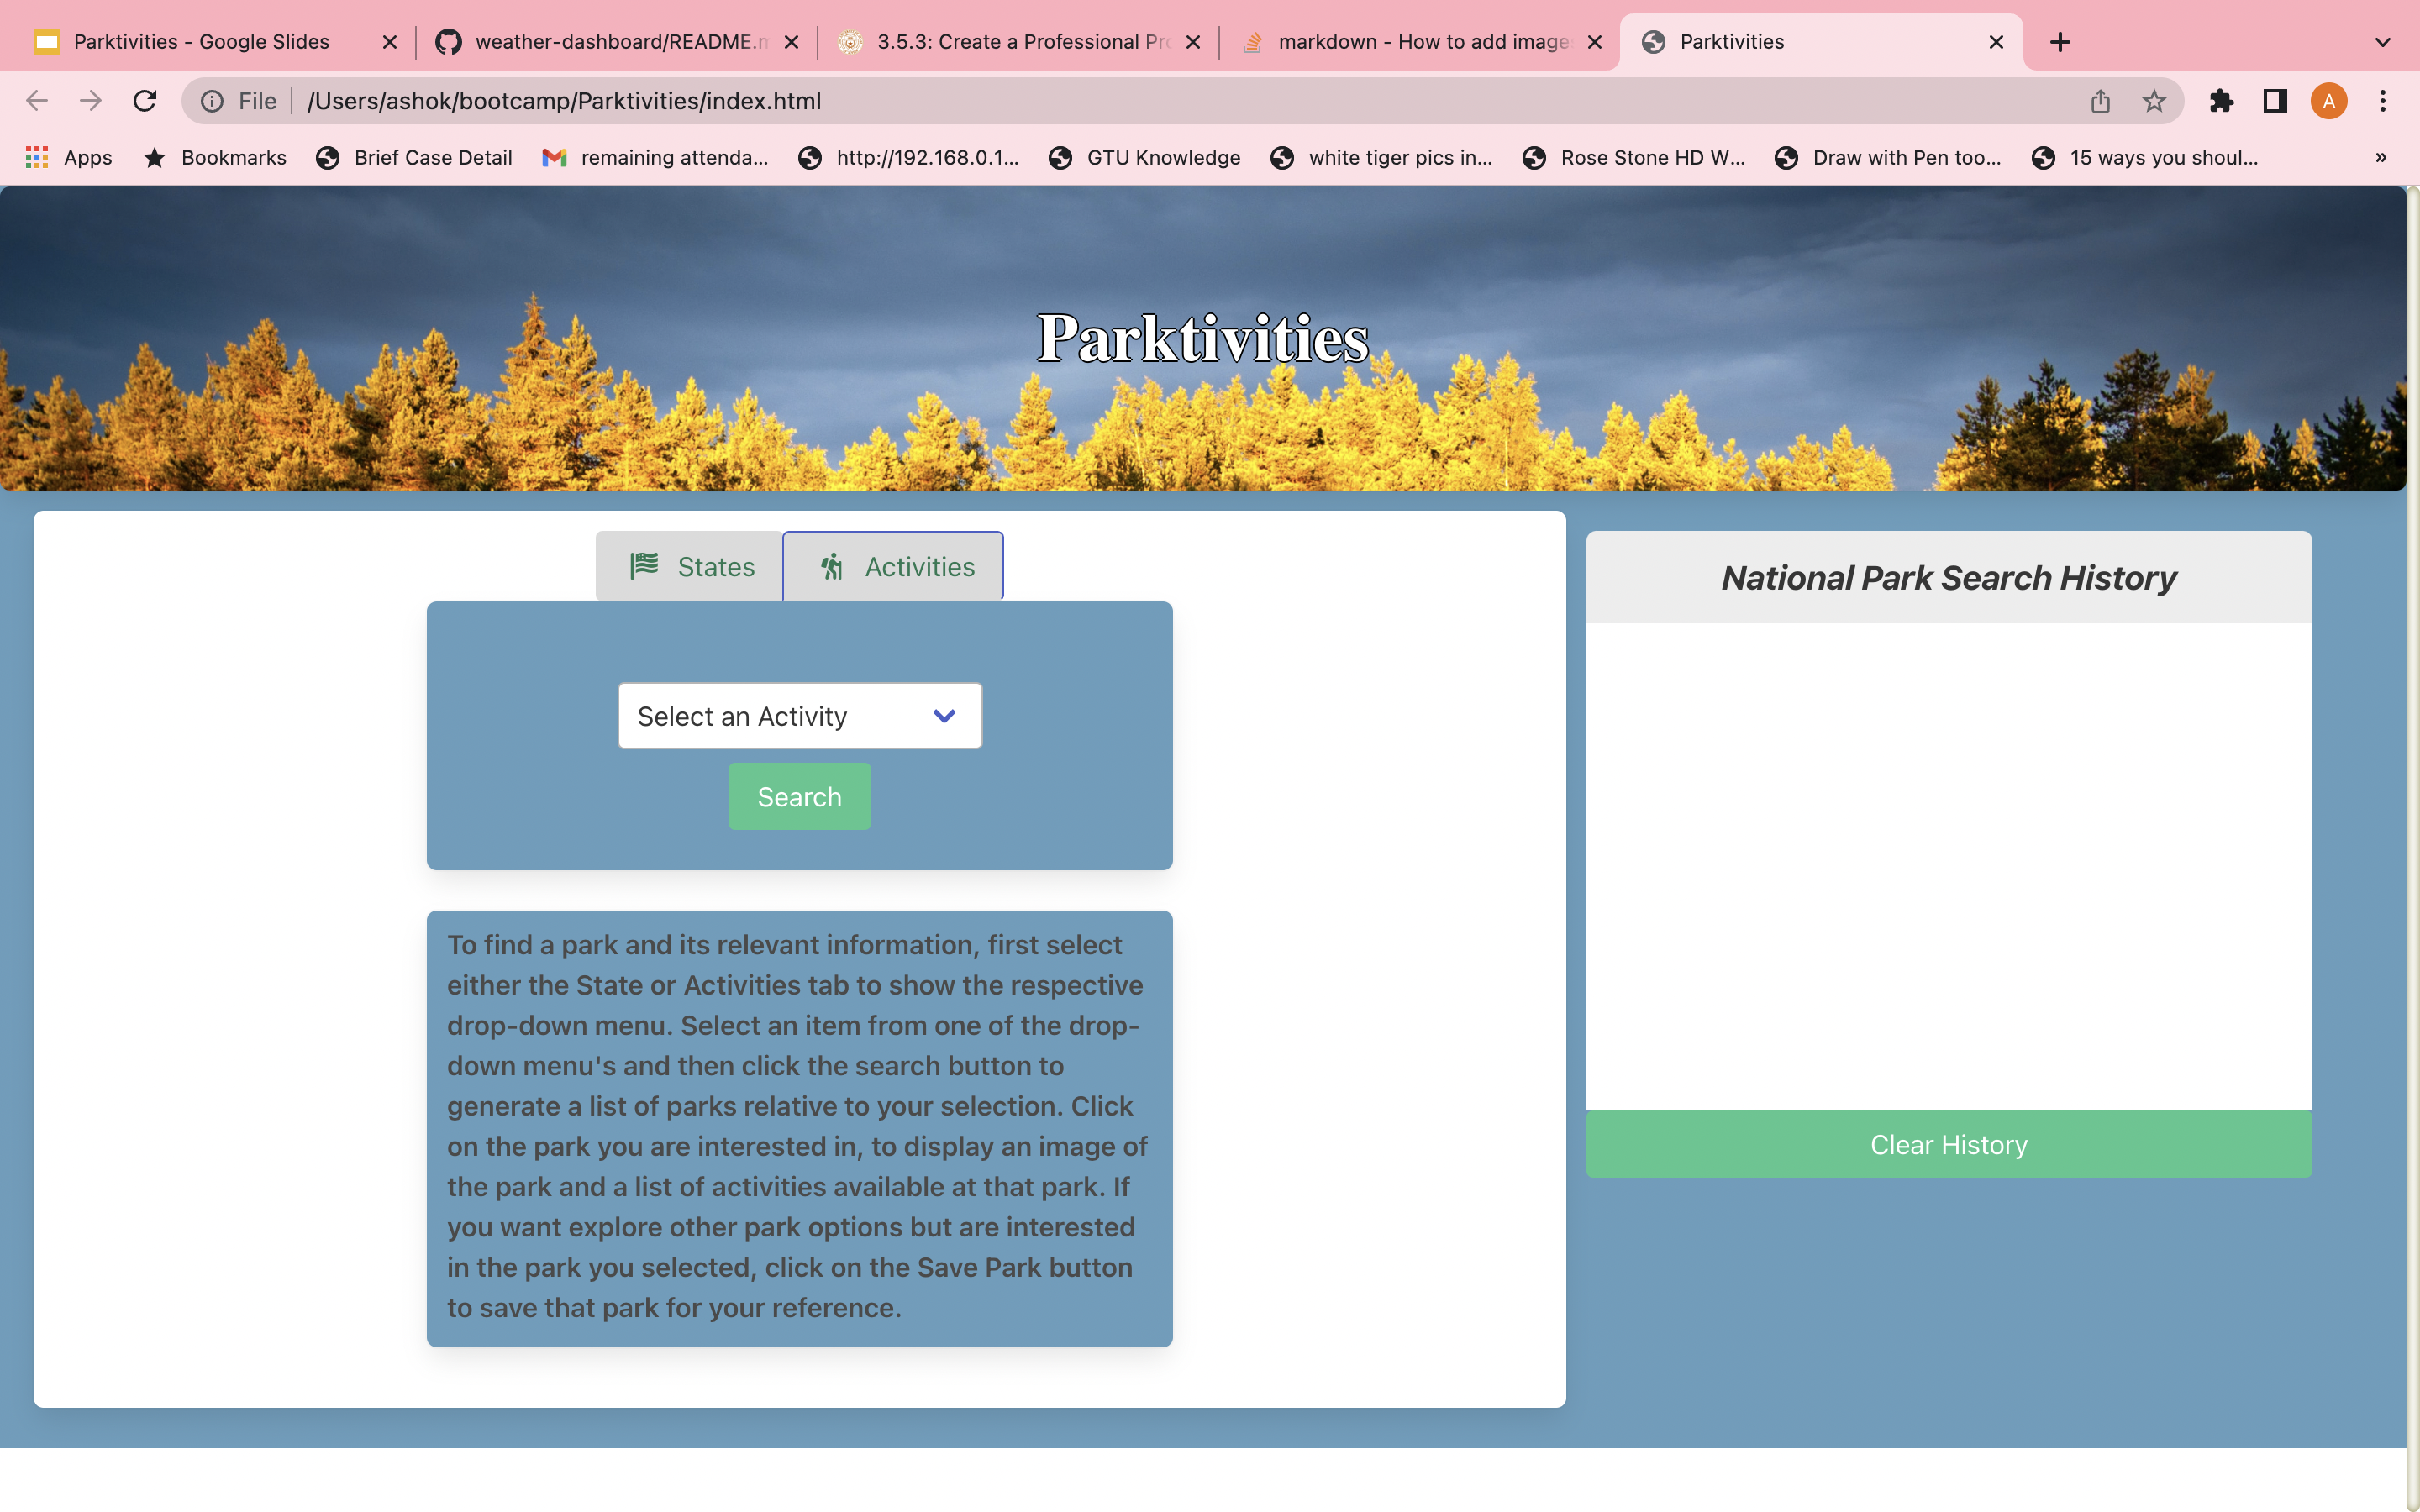 Parktivities - Google Slides
weather-dashboard/README.m
3.5.3: Create a Professional Pro
markdown - How to add image
Parktivities
File
/Users/ashok/bootcamp/Parktivities/index.html
A
Apps
Bookmarks
Brief Case Detail
remaining attenda...
http://192.168.0.1...
GTU Knowledge
white tiger pics in...
Rose Stone HD W...
Draw with Pen too...
15 ways you shoul...
»
Parktivities
States
Activities
Select an Activity
Search
To find a park and its relevant information, first select
either the State or Activities tab to show the respective
drop-down menu. Select an item from one of the drop-
down menu's and then click the search button to
generate a list of parks relative to your selection. Click
on the park you are interested in, to display an image of
the park and a list of activities available at that park. If
you want explore other park options but are interested
in the park you selected, click on the Save Park button
to save that park for your reference.
National Park Search History
Clear History